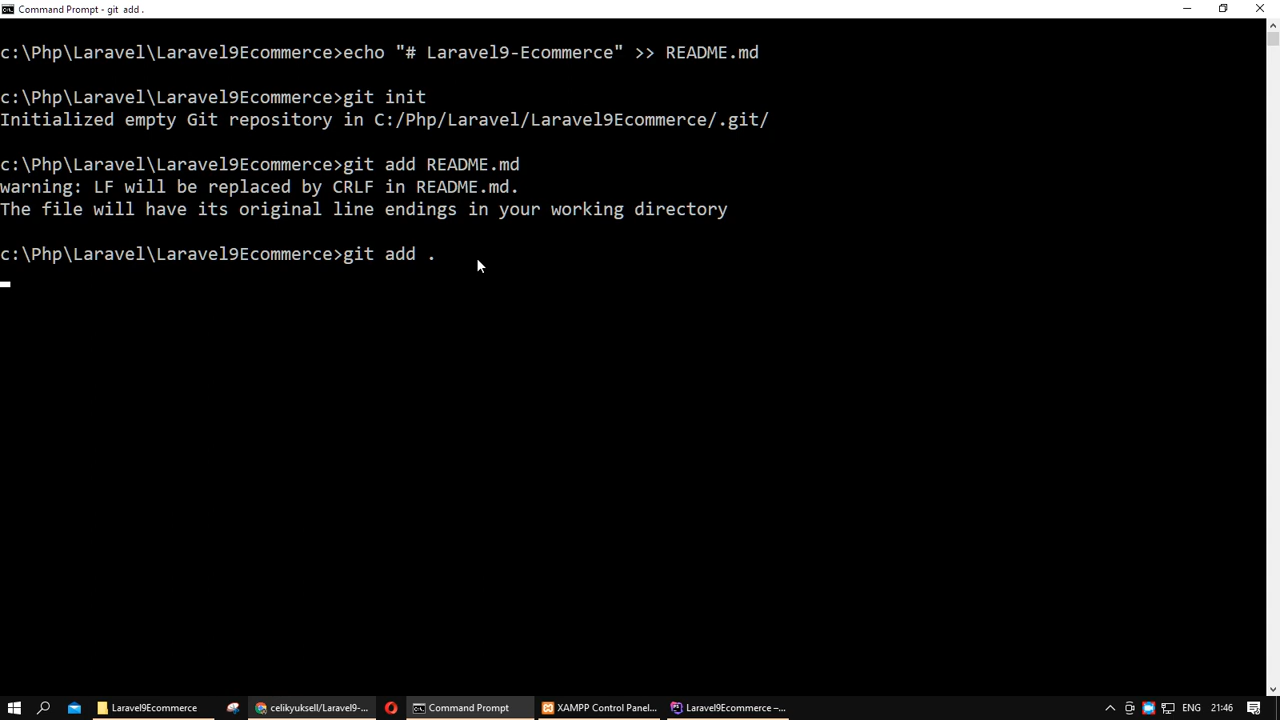 Command Prompt - git add .
c:\Php\Laravel\Laravel9Ecommerce>echo "# Laravel9-Ecommerce" >> README.md
c:\Php\Laravel\Laravel9Ecommerce>git init
Initialized empty Git repository in C:/Php/Laravel/Laravel9Ecommerce/.git/
c:\Php\Laravel\Laravel9Ecommerce>git add README.md
warning: LF will be replaced by CRLF in README.md.
The file will have its original line endings in your working directory
c:\Php\Laravel\Laravel9Ecommerce>git add .
Laravel9Ecommerce celikyuksell/Laravel9-... Command Prompt XAMPP Control Panel... Laravel9Ecommerce –... ENG 21:46